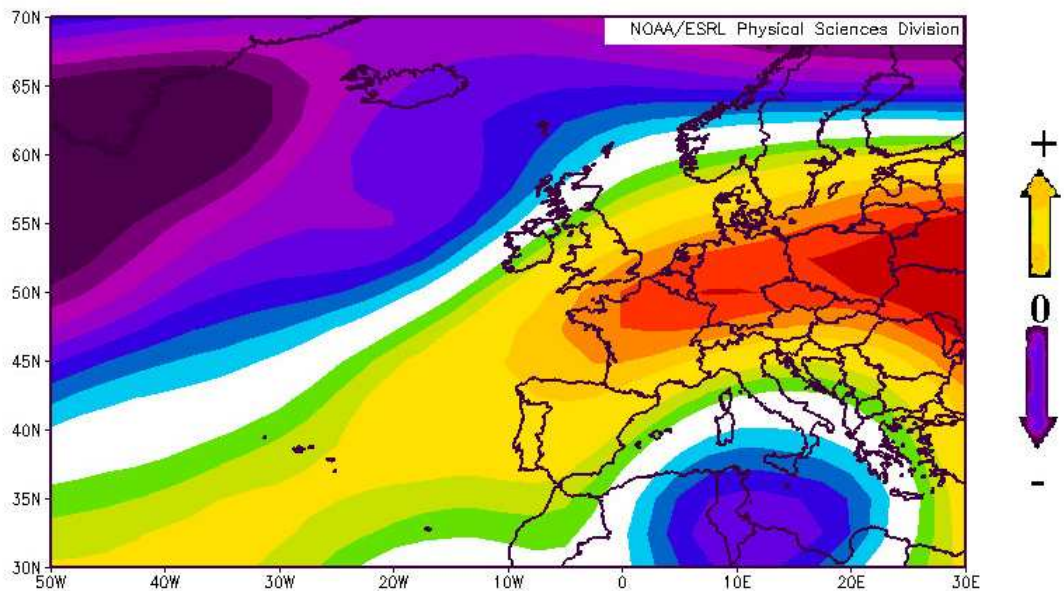 70N
NOAA/ESRL Physical Sciences Division
65N
60N
55N
50N
45N
40N
35N
30N
50W 40W 30W 20W 10W 0 10E 20E 30E
+
0
-